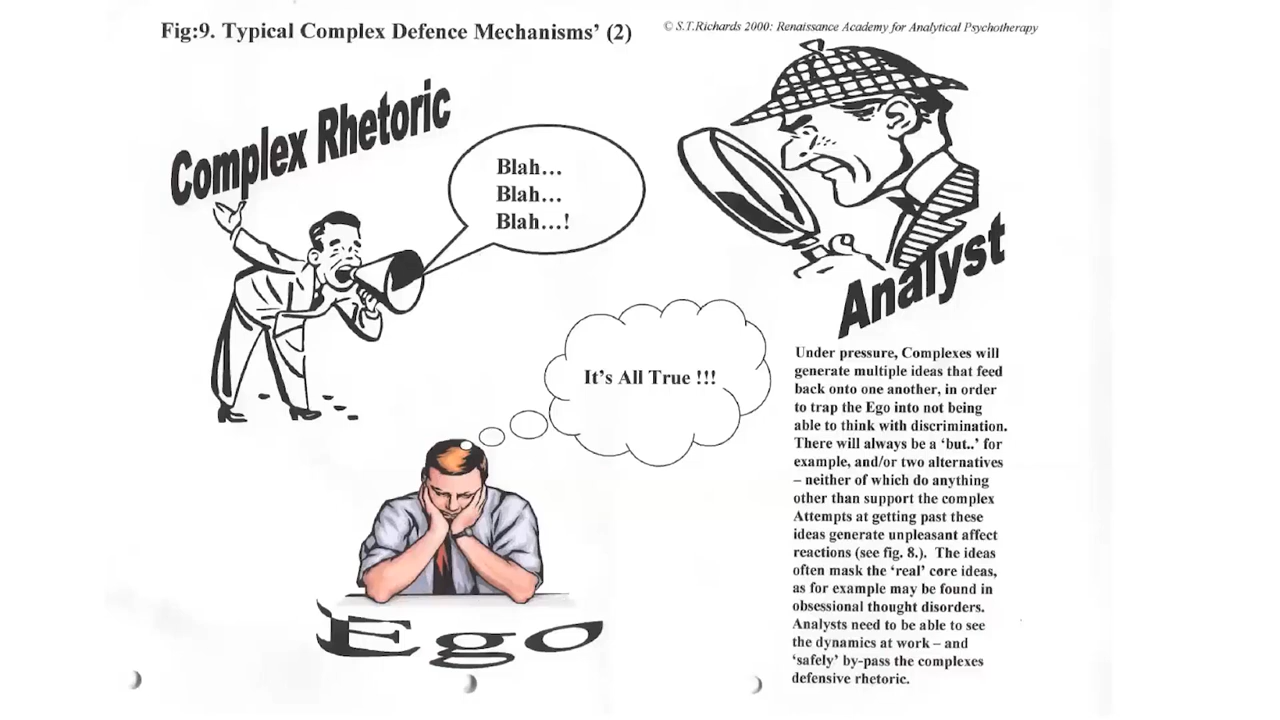 Fig:9. Typical Complex Defence Mechanisms’ (2)
© S.T.Richards 2000: Renaissance Academy for Analytical Psychotherapy
Complex Rhetoric
Blah…
Blah…
Blah…!
Analyst
It’s All True !!!
Ego
Under pressure, Complexes will
generate multiple ideas that feed
back onto one another, in order
to trap the Ego into not being
able to think with discrimination.
There will always be a ‘but..’ for
example, and/or two alternatives
– neither of which do anything
other than support the complex
Attempts at getting past these
ideas generate unpleasant affect
reactions (see fig. 8.). The ideas
often mask the ‘real’ core ideas,
as for example may be found in
obsessional thought disorders.
Analysts need to be able to see
the dynamics at work – and
‘safely’ by-pass the complexes
defensive rhetoric.